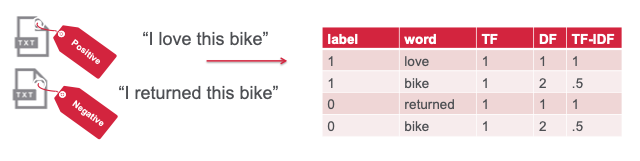 TXT
Positive
“I love this bike”
TXT
Negative
“I returned this bike”
label word TF DF TF-IDF
1 love 1 1 1
1 bike 1 2 .5
0 returned 1 1 1
0 bike 1 2 .5